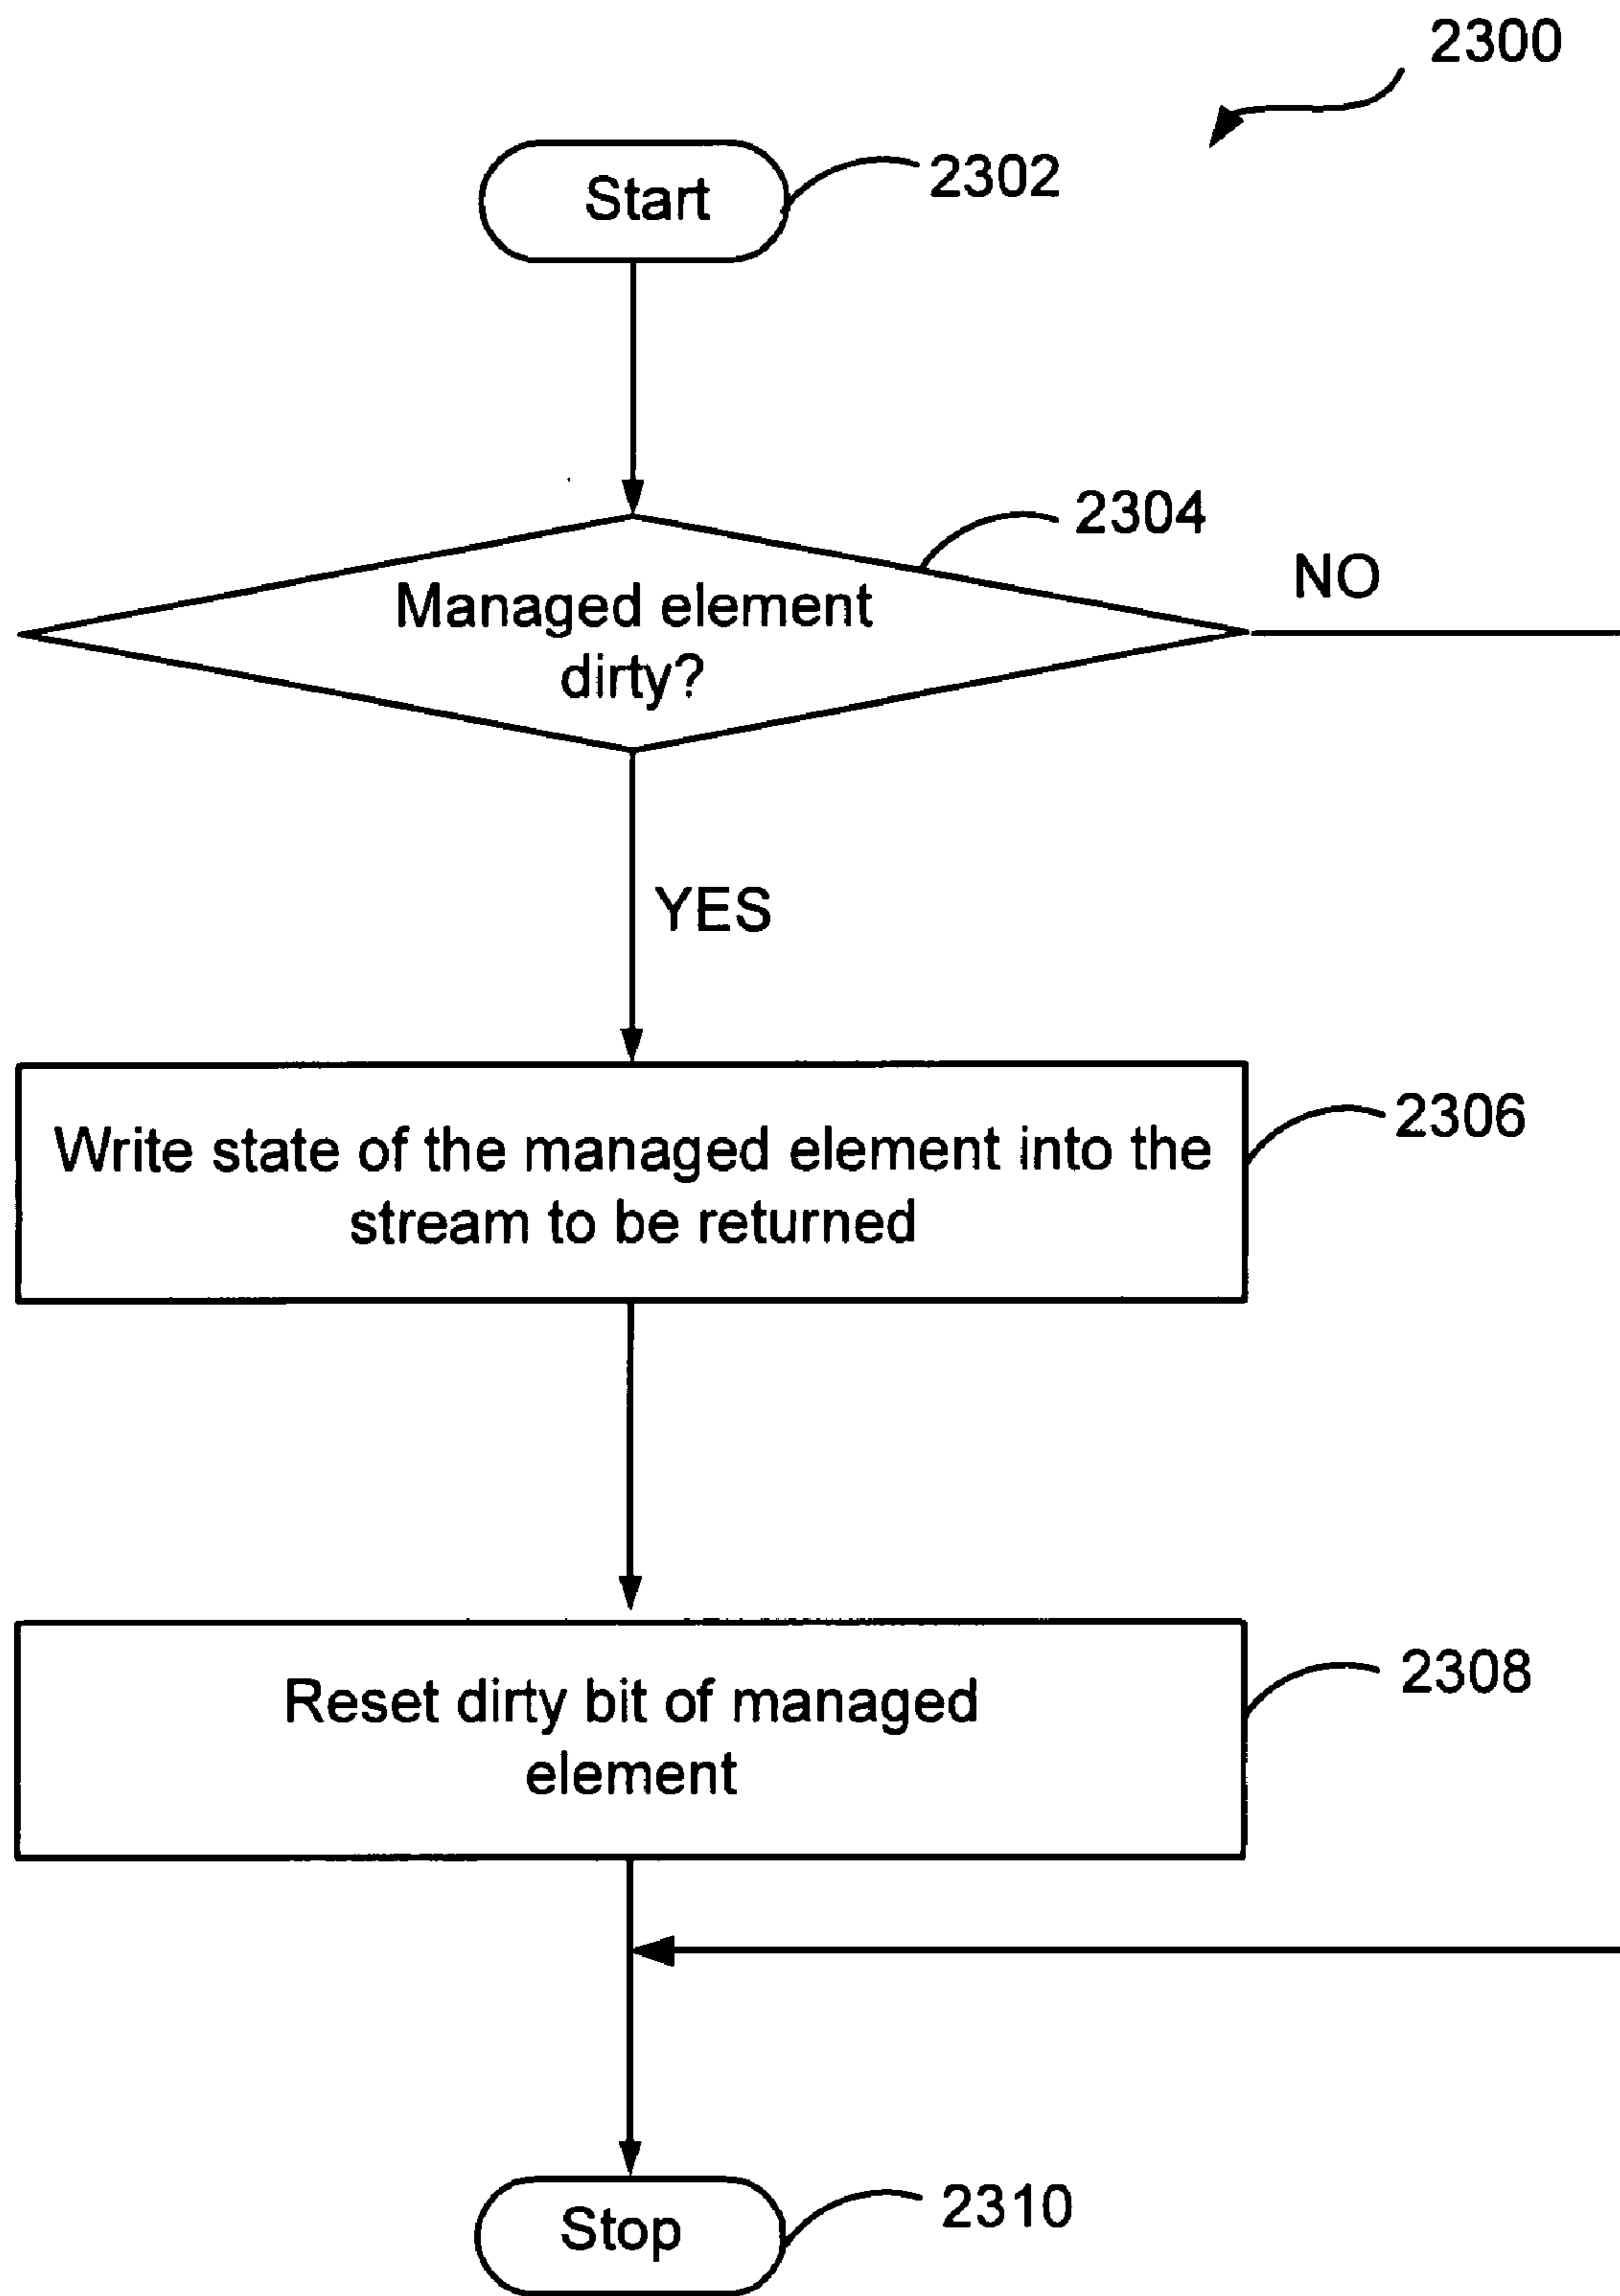 2300
Start
2302
2304
NO
Managed element
dirty?
YES
2306
Write state of the managed element into the
stream to be returned
2308
Reset dirty bit of managed
element
2310
Stop